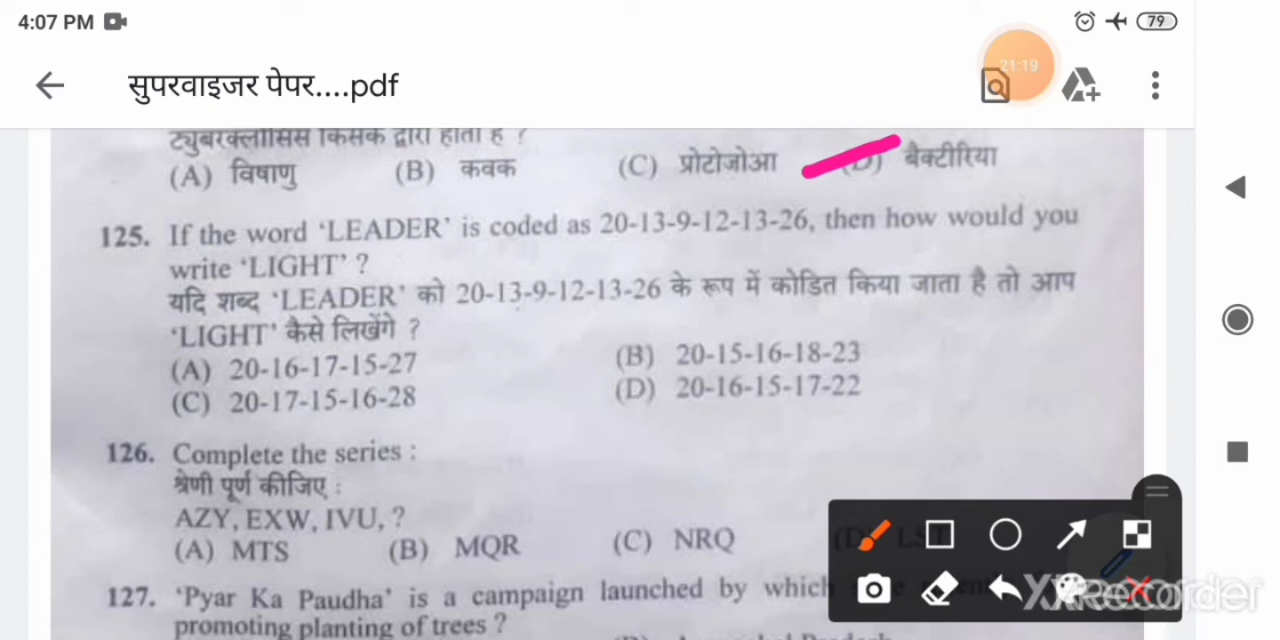 4:07 PM
79
सुपरवाइजर पेपर....pdf
21:19
ट्युबरक्लोसिस किसके द्वारा होता है ?
(A) विषाणु (B) कवक (C) प्रोटोजोआ (D) बैक्टीरिया
125. If the word ‘LEADER’ is coded as 20-13-9-12-13-26, then how would you
write ‘LIGHT’ ?
यदि शब्द ‘LEADER’ को 20-13-9-12-13-26 के रूप में कोडित किया जाता है तो आप
‘LIGHT’ कैसे लिखेंगे ?
(A) 20-16-17-15-27 (B) 20-15-16-18-23
(C) 20-17-15-16-28 (D) 20-16-15-17-22
126. Complete the series :
श्रेणी पूर्ण कीजिए :
AZY, EXW, IVU, ?
(A) MTS (B) MQR (C) NRQ
127. ‘Pyar Ka Paudha’ is a campaign launched by which
promoting planting of trees ?
XRecorder